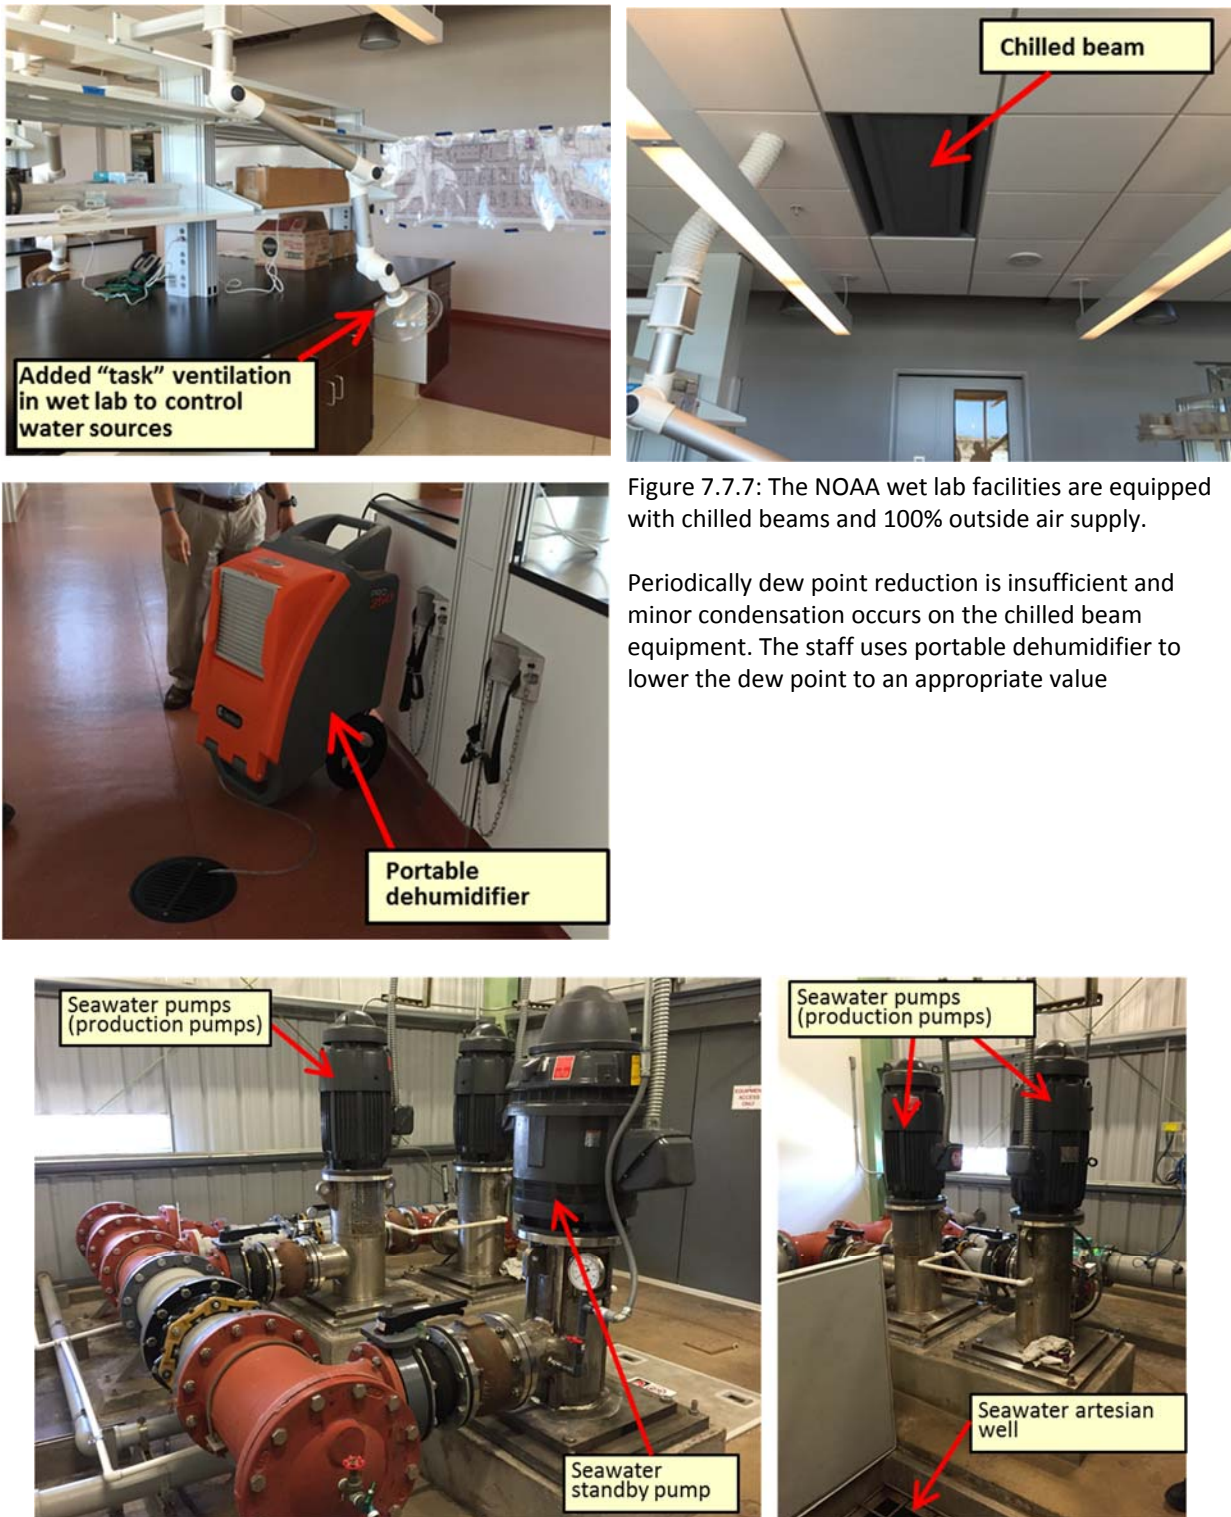 Chilled beam
Added “task” ventilation
in wet lab to control
water sources
Figure 7.7.7: The NOAA wet lab facilities are equipped
with chilled beams and 100% outside air supply.
Periodically dew point reduction is insufficient and
minor condensation occurs on the chilled beam
equipment. The staff uses portable dehumidifier to
lower the dew point to an appropriate value
Portable
dehumidifier
Seawater pumps
(production pumps)
EQUIPMENT
ACCESS
ONLY
Seawater
standby pump
Seawater pumps
(production pumps)
Seawater artesian
well